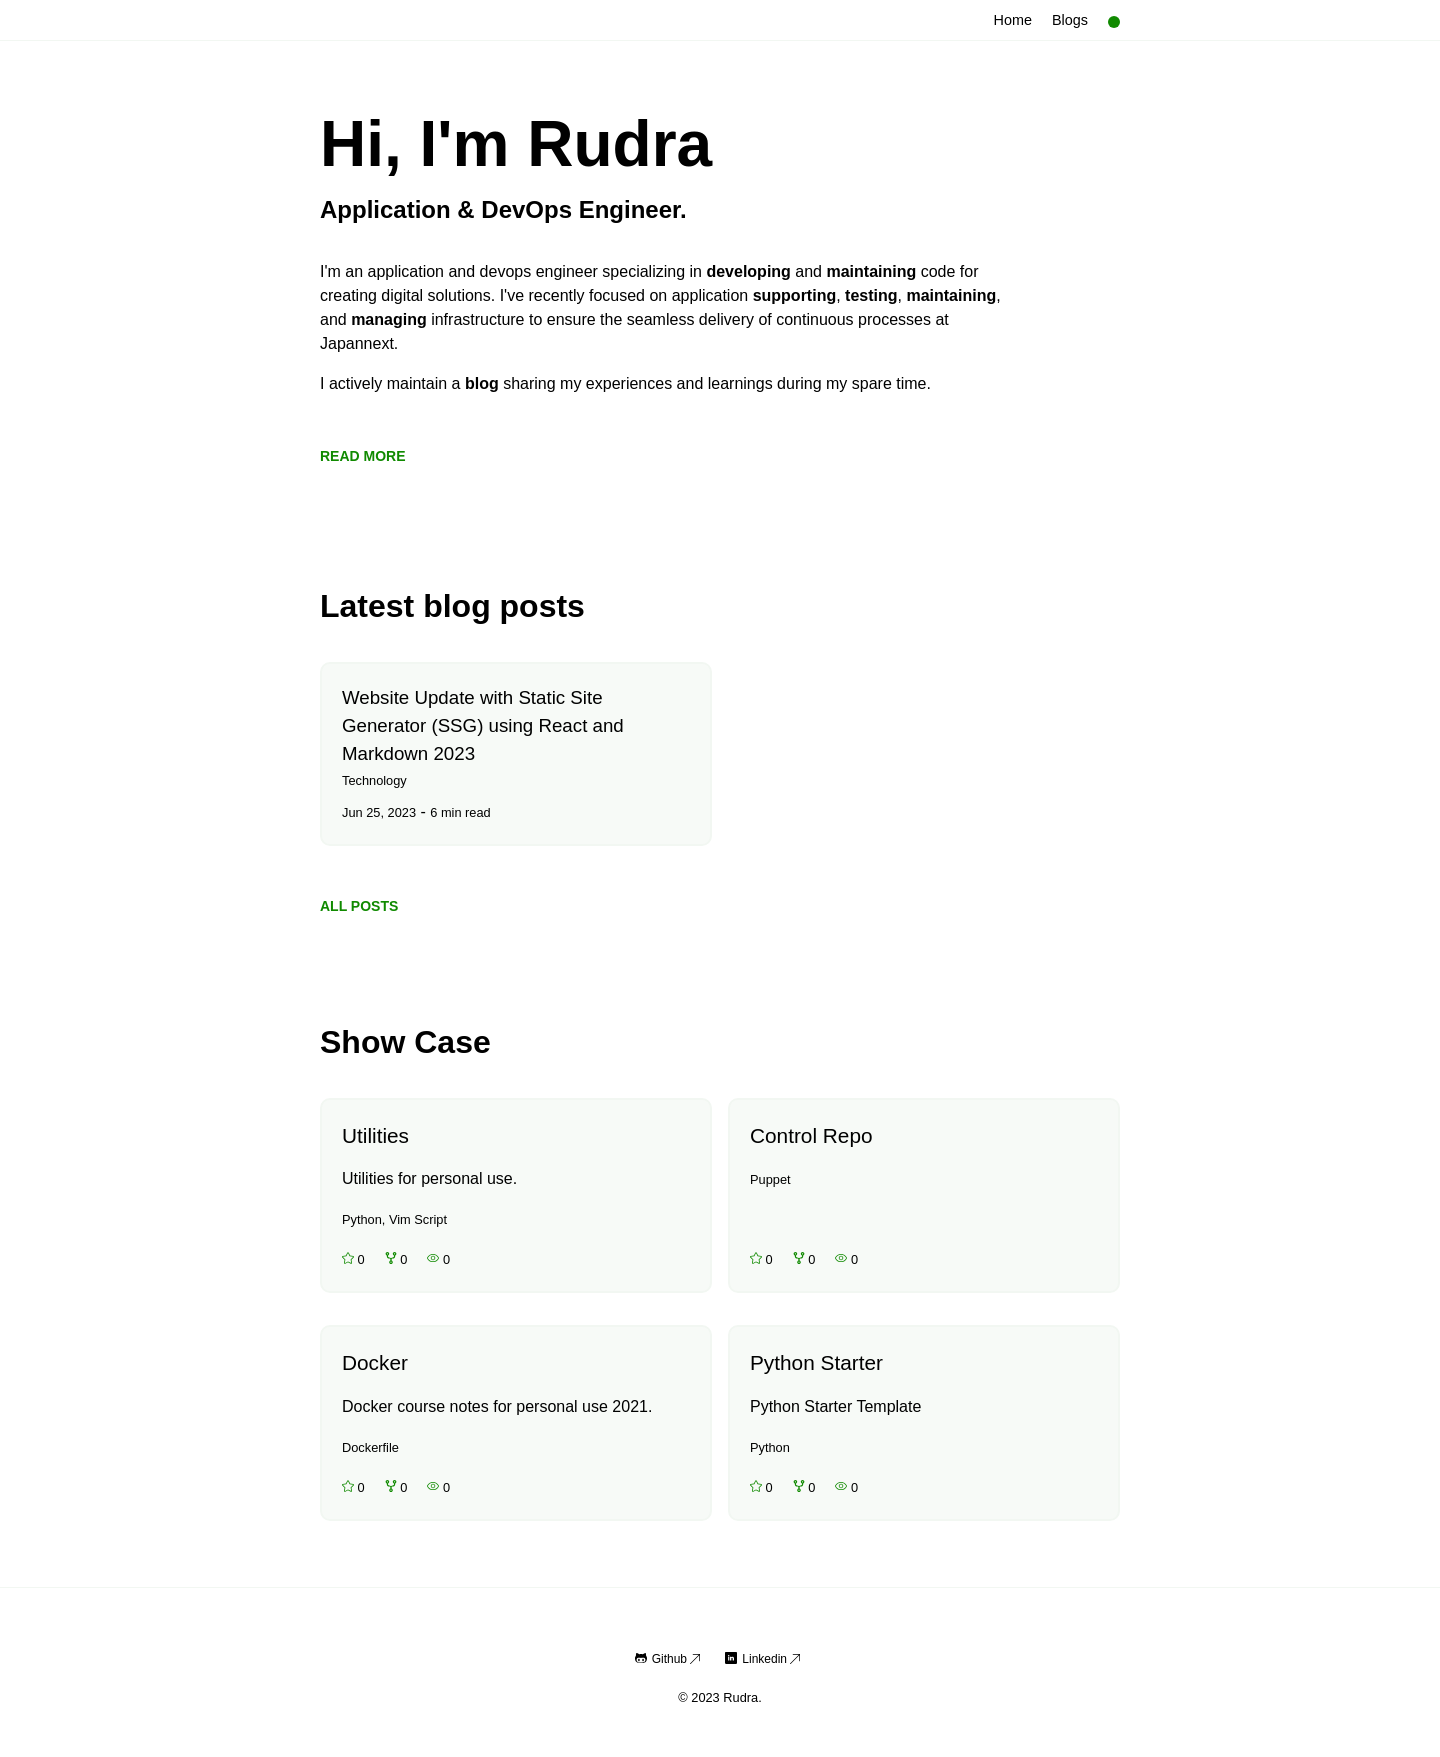 Home Blogs
Hi, I'm Rudra
Application & DevOps Engineer.
I'm an application and devops engineer specializing in developing and maintaining code for
creating digital solutions. I've recently focused on application supporting, testing, maintaining,
and managing infrastructure to ensure the seamless delivery of continuous processes at
Japannext.
I actively maintain a blog sharing my experiences and learnings during my spare time.
READ MORE
Latest blog posts
Website Update with Static Site
Generator (SSG) using React and
Markdown 2023
Technology
Jun 25, 2023 - 6 min read
ALL POSTS
Show Case
Utilities
Utilities for personal use.
Python, Vim Script
0 0 0
Control Repo
Puppet
0 0 0
Docker
Docker course notes for personal use 2021.
Dockerfile
0 0 0
Python Starter
Python Starter Template
Python
0 0 0
Github Linkedin
© 2023 Rudra.